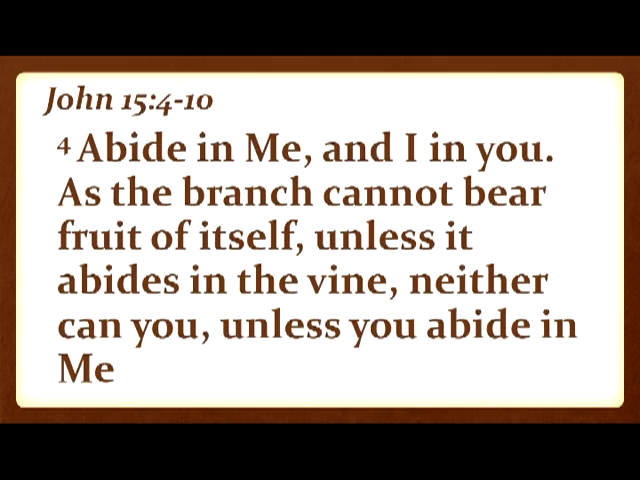 John 15:4-10
4 Abide in Me, and I in you.
As the branch cannot bear
fruit of itself, unless it
abides in the vine, neither
can you, unless you abide in
Me